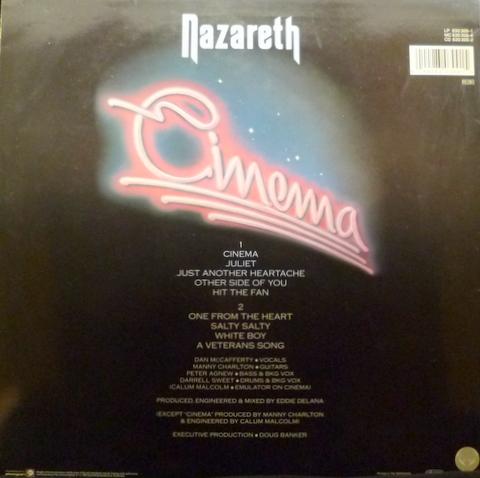 Nazareth
Cinema
1
CINEMA
JULIET
JUST ANOTHER HEARTACHE
OTHER SIDE OF YOU
HIT THE FAN
2
ONE FROM THE HEART
SALTY SALTY
WHITE BOY
A VETERANS SONG
DAN McCAFFERTY • VOCALS
MANNY CHARLTON • GUITARS
PETER AGNEW • BASS & BKG VOX
DARRELL SWEET • DRUMS & BKG VOX
(CALUM MALCOLM • EMULATOR ON CINEMA)
PRODUCED, ENGINEERED & MIXED BY EDDIE DELANA
(EXCEPT "CINEMA" PRODUCED BY MANNY CHARLTON
& ENGINEERED BY CALUM MALCOLM)
EXECUTIVE PRODUCTION • DOUG BANKER